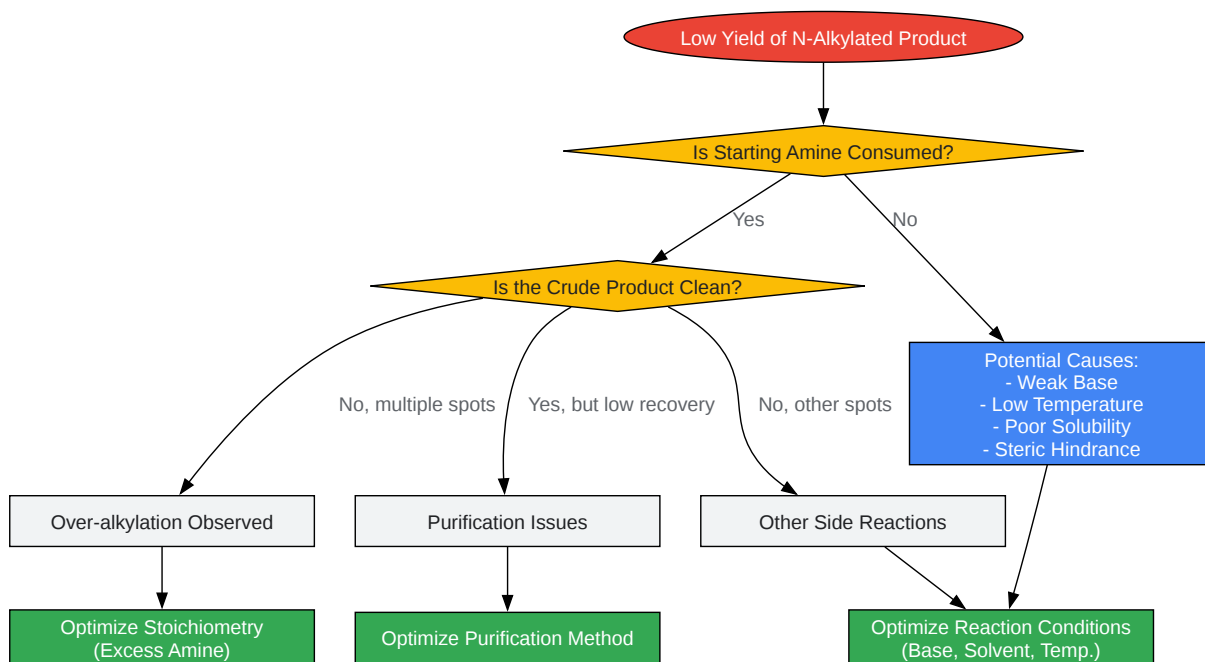 Low Yield of N-Alkylated Product
Is Starting Amine Consumed?
Yes
No
Is the Crude Product Clean?
Potential Causes:
- Weak Base
- Low Temperature
- Poor Solubility
- Steric Hindrance
No, multiple spots
Yes, but low recovery
No, other spots
Over-alkylation Observed
Purification Issues
Other Side Reactions
Optimize Stoichiometry
(Excess Amine)
Optimize Purification Method
Optimize Reaction Conditions
(Base, Solvent, Temp.)